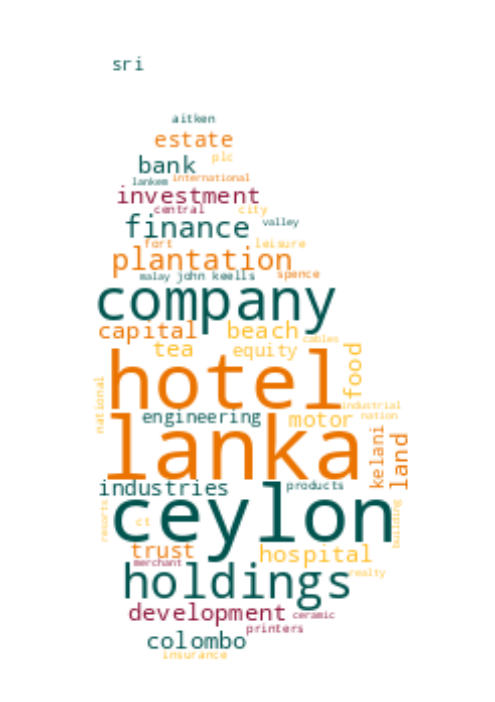 sri
aitken
estate
plc
bank
lankem international
investment
central city
finance valley
fort leisure
plantation
malay john keells spence
company
capital beach cables
tea equity food
hotel
national industrial
engineering motor nation
lanka kelani land
industries products
ceylon
resorts ct building
trust hospital
merchant
holdings realty
development ceramic
printers
colombo
insurance